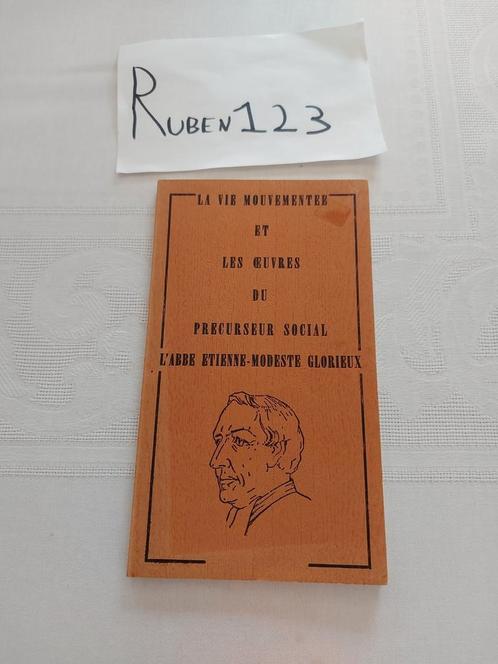 RUBEN123
LA VIE MOUVEMENTEE
ET
LES ŒUVRES
DU
PRECURSEUR SOCIAL
L'ABBE ETIENNE-MODESTE GLORIEUX